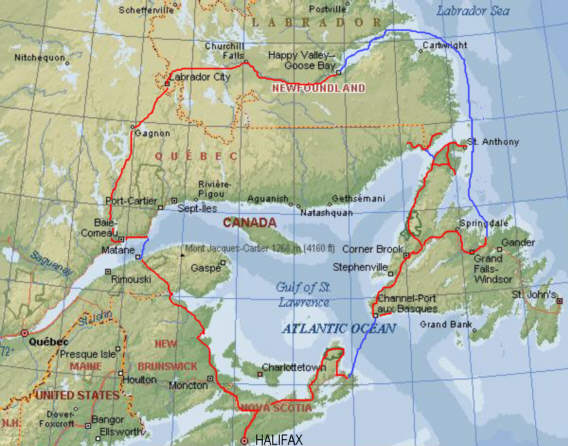 Schefferville
Postville
Labrador Sea
LABRADOR
Churchill
Falls
Cartwright
Nitchequon
Happy Valley–
Goose Bay
Labrador City
NEWFOUNDLAND
Gagnon
St. Anthony
QUÉBEC
Rivière-
Pigou
Port-Cartier
Sept-Iles
Aguanish
Gethsémani
Natashquan
CANADA
Baie-
Comeau
Springdale
Matane
Mont Jacques-Cartier 1268 m (4160 ft)
Corner Brook
Gander
Saguenay
Gaspe
Stephenville
Grand
Falls-
Windsor
Rimouski
Gulf of St.
Lawrence
Channel-Port
aux Basques
St. John's
St. John
ATLANTIC OCEAN
Grand Bank
Québec
72°
Presque Isle
NEW
BRUNSWICK
MAINE
Houlton
Charlottetown
Moncton
UNITED STATES
Dover-
Foxcroft
NOVA SCOTIA
N.H.
Bangor
Ellsworth
HALIFAX